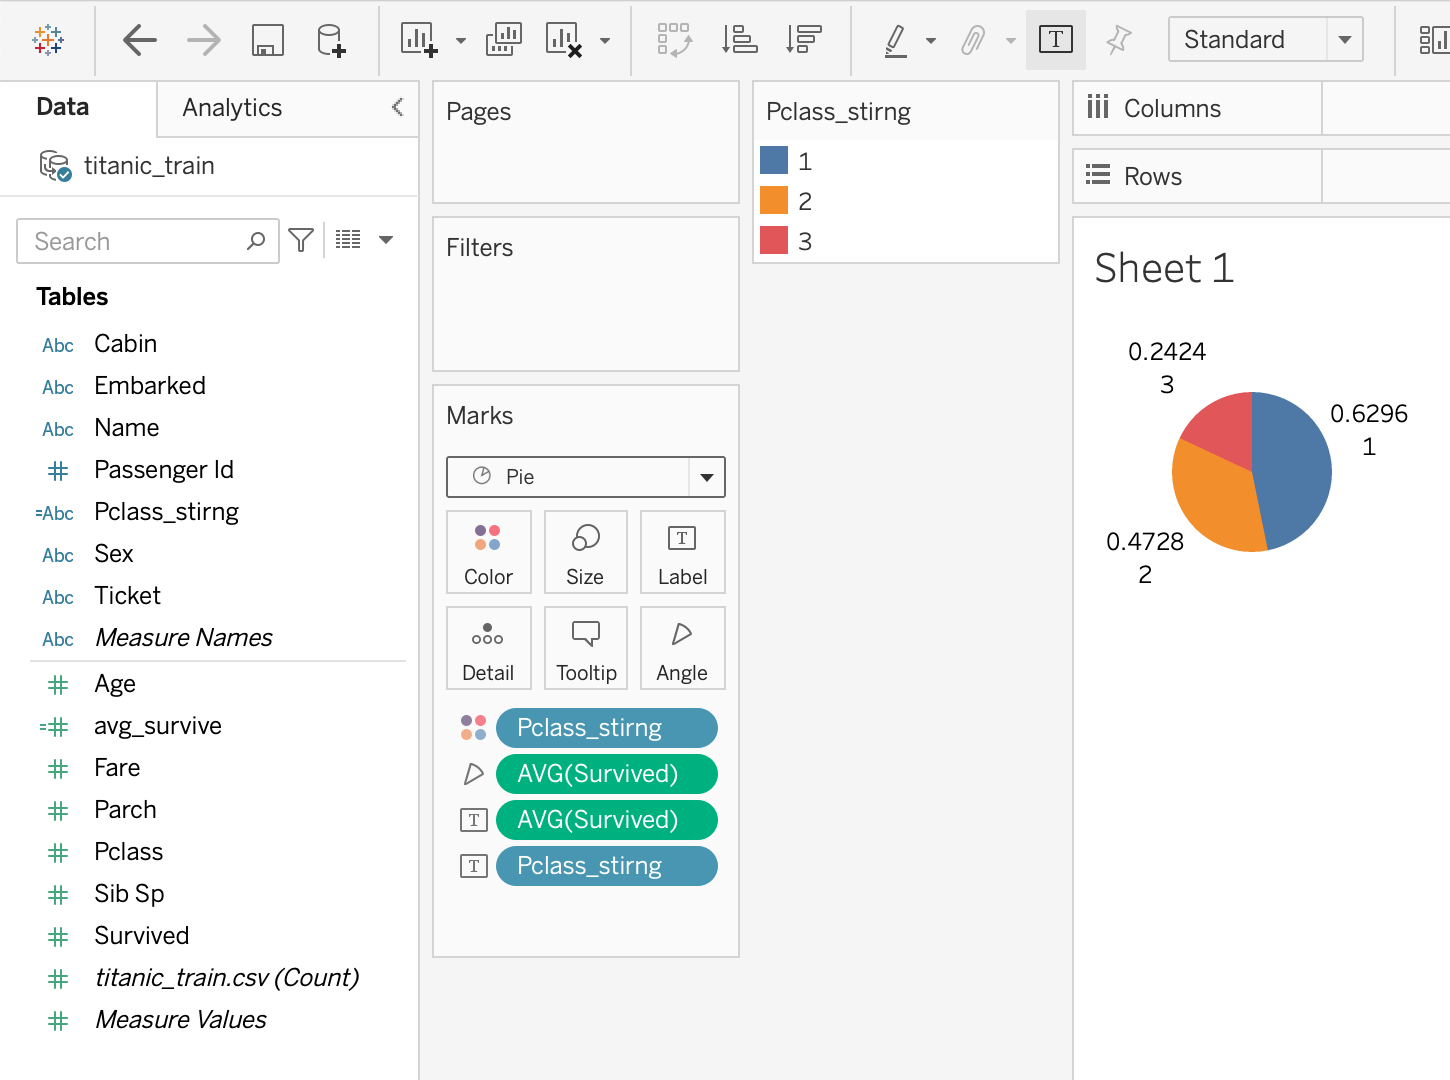 Standard
Data
Analytics
titanic_train
Search
Tables
Abc Cabin
Abc Embarked
Abc Name
# Passenger Id
=Abc Pclass_stirng
Abc Sex
Abc Ticket
Abc Measure Names
# Age
=# avg_survive
# Fare
# Parch
# Pclass
# Sib Sp
# Survived
# titanic_train.csv (Count)
# Measure Values
Pages
Filters
Marks
Pie
Color
Size
T
Label
Detail
Tooltip
Angle
Pclass_stirng
AVG(Survived)
T AVG(Survived)
T Pclass_stirng
Pclass_stirng
1
2
3
Columns
Rows
Sheet 1
0.2424
3
0.6296
1
0.4728
2
T